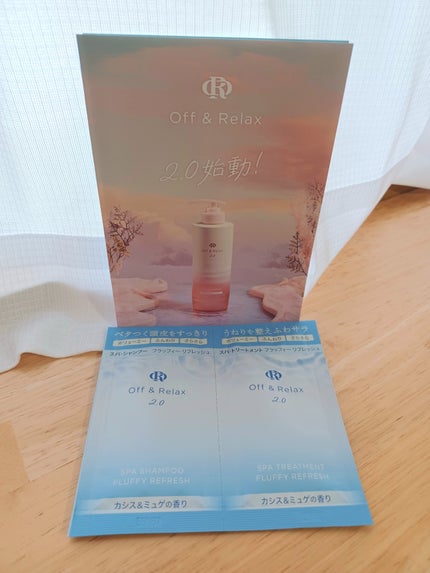 Off & Relax
2.0始動!
Off & Relax
2.0
ベタつく頭皮をすっきり
スパ・シャンプー フラッフィーリフレッシュ
Off & Relax
2.0
SPA SHAMPOO
FLUFFY REFRESH
カシス&ミュゲの香り
うねりを整えふわサラ
スパ・トリートメント フラッフィーリフレッシュ
Off & Relax
2.0
SPA TREATMENT
FLUFFY REFRESH
カシス&ミュゲの香り